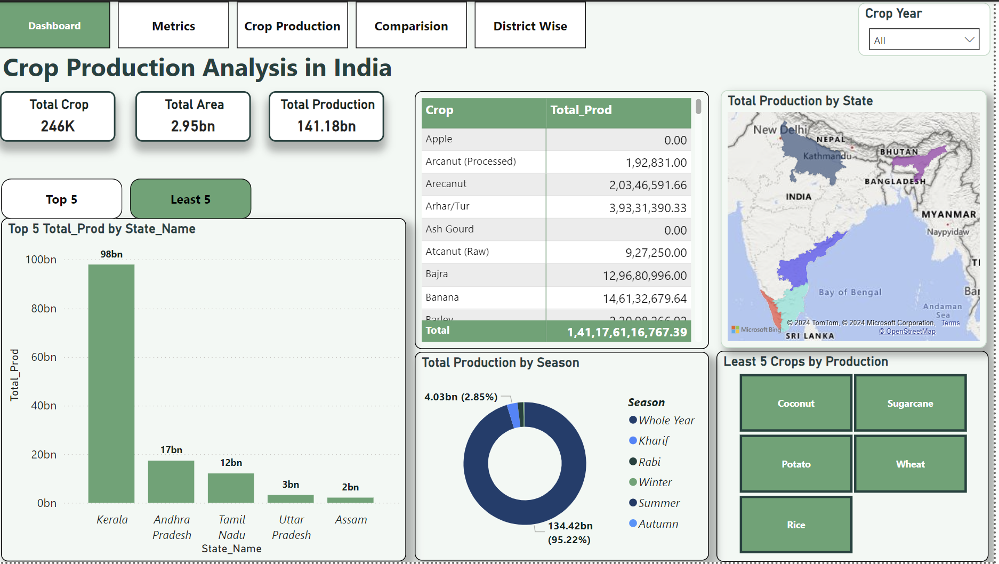 Dashboard
Metrics
Crop Production
Comparision
District Wise
Crop Year
All
Crop Production Analysis in India
Total Crop
246K
Total Area
2.95bn
Total Production
141.18bn
Top 5
Least 5
Top 5 Total_Prod by State_Name
Total_Prod
100bn
80bn
60bn
40bn
20bn
0bn
98bn
17bn
12bn
3bn
2bn
Kerala
Andhra
Pradesh
Tamil
Nadu
Uttar
Pradesh
Assam
State_Name
Crop Total_Prod
Apple 0.00
Arcanut (Processed) 1,92,831.00
Arecanut 2,03,46,591.66
Arhar/Tur 3,93,31,390.33
Ash Gourd 0.00
Atcanut (Raw) 9,27,250.00
Bajra 12,96,80,996.00
Banana 14,61,32,679.64
Barley 2,20,98,266.92
Total 1,41,17,61,16,767.39
Total Production by State
New Delhi
NEPAL
Kathmandu
BHUTAN
BANGLADESH
INDIA
MYANMAR
Naypyidaw
Bay of Bengal
Andaman
Sea
SRI LANKA
Microsoft Bing
© 2024 TomTom, © 2024 Microsoft Corporation, Terms
© OpenStreetMap
Total Production by Season
4.03bn (2.85%)
134.42bn
(95.22%)
Season
Whole Year
Kharif
Rabi
Winter
Summer
Autumn
Least 5 Crops by Production
Coconut
Sugarcane
Potato
Wheat
Rice